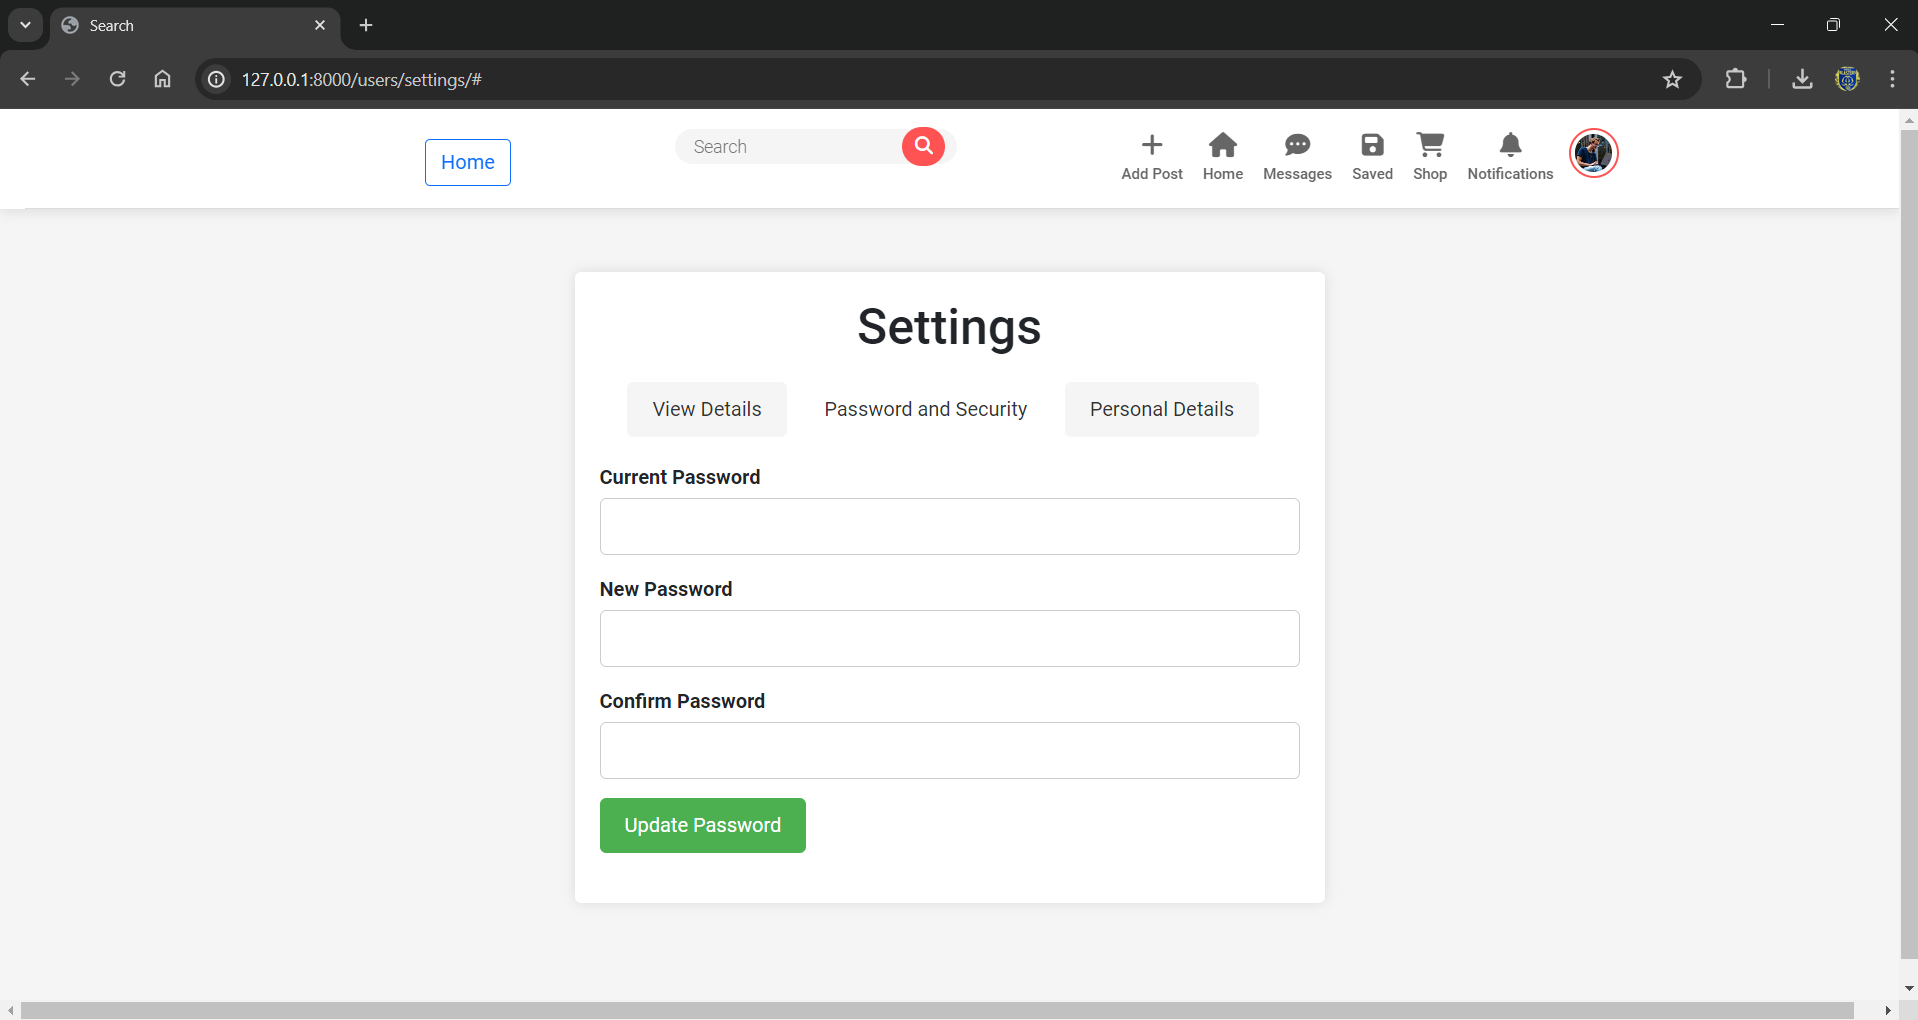 Search
127.0.0.1:8000/users/settings/#
Home
Search
Add Post
Home
Messages
Saved
Shop
Notifications
Settings
View Details
Password and Security
Personal Details
Current Password
New Password
Confirm Password
Update Password